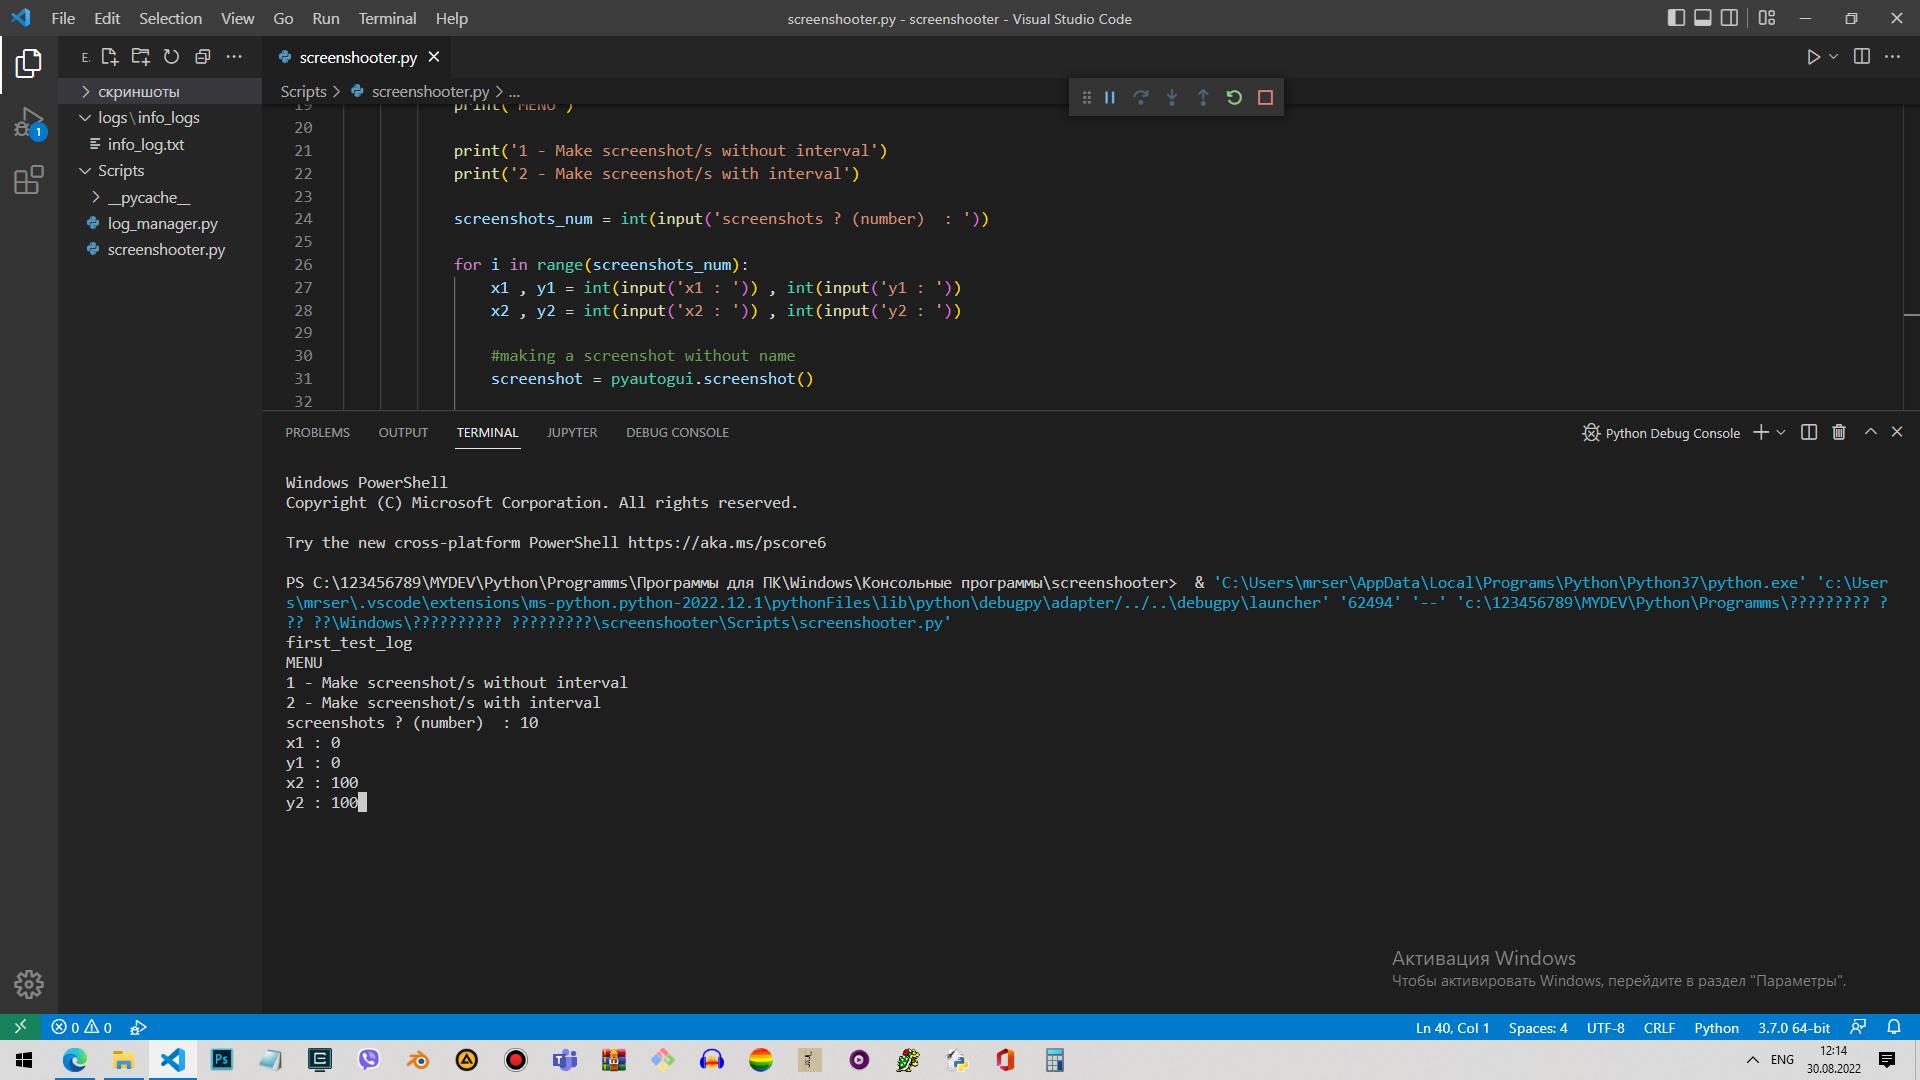 File Edit Selection View Go Run Terminal Help
screenshooter.py - screenshooter - Visual Studio Code
E.
скриншоты
logs\info_logs
info_log.txt
Scripts
__pycache__
log_manager.py
screenshooter.py
1
screenshooter.py
Scripts > screenshooter.py > ...
19 print('MENU')
20
21 print('1 - Make screenshot/s without interval')
22 print('2 - Make screenshot/s with interval')
23
24 screenshots_num = int(input('screenshots ? (number)  : '))
25
26 for i in range(screenshots_num):
27 x1 , y1 = int(input('x1 : ')) , int(input('y1 : '))
28 x2 , y2 = int(input('x2 : ')) , int(input('y2 : '))
29
30 #making a screenshot without name
31 screenshot = pyautogui.screenshot()
32
PROBLEMS OUTPUT TERMINAL JUPYTER DEBUG CONSOLE
Python Debug Console
Windows PowerShell
Copyright (C) Microsoft Corporation. All rights reserved.
Try the new cross-platform PowerShell https://aka.ms/pscore6
PS C:\123456789\MYDEV\Python\Programms\Программы для ПК\Windows\Консольные программы\screenshooter>  & 'C:\Users\mrser\AppData\Local\Programs\Python\Python37\python.exe' 'c:\User
s\mrser\.vscode\extensions\ms-python.python-2022.12.1\pythonFiles\lib\python\debugpy\adapter/../..\debugpy\launcher' '62494' '--' 'c:\123456789\MYDEV\Python\Programms\????????? ?
?? ??\Windows\?????????? ?????????\screenshooter\Scripts\screenshooter.py'
first_test_log
MENU
1 - Make screenshot/s without interval
2 - Make screenshot/s with interval
screenshots ? (number)  : 10
x1 : 0
y1 : 0
x2 : 100
y2 : 100
Активация Windows
Чтобы активировать Windows, перейдите в раздел "Параметры".
0 0
Ln 40, Col 1 Spaces: 4 UTF-8 CRLF Python 3.7.0 64-bit
Ps
ENG
12:14
30.08.2022